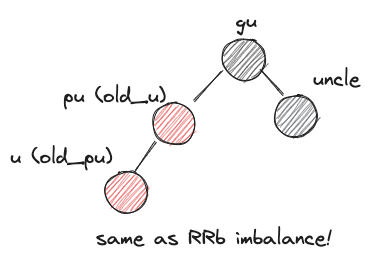 gu
uncle
pu (old_u)
u (old_pu)
same as RRb imbalance!